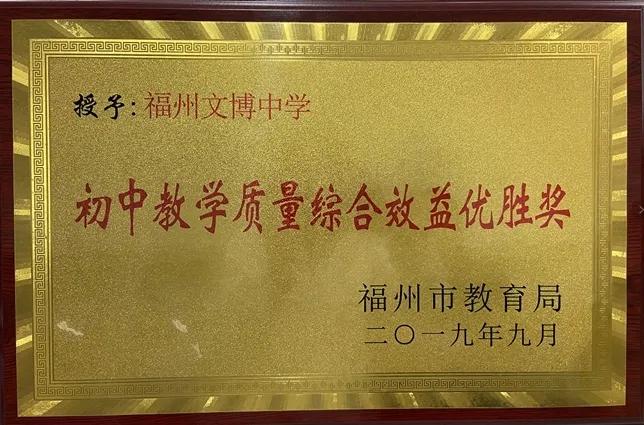 授予:福州文博中学
初中教学质量综合效益优胜奖
福州市教育局
二〇一九年九月